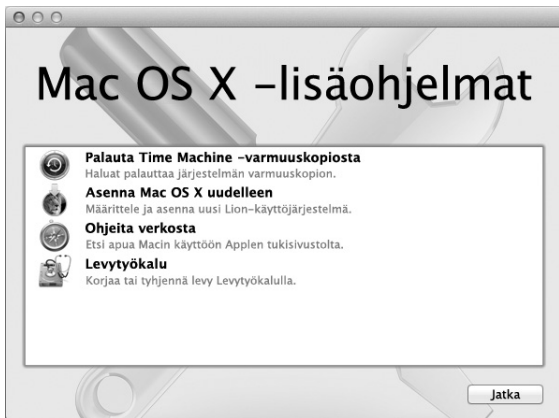 Mac OS X –lisäohjelmat
Palauta Time Machine –varmuuskopiosta
Haluat palauttaa järjestelmän varmuuskopion.
Asenna Mac OS X uudelleen
Määrittele ja asenna uusi Lion-käyttöjärjestelmä.
Ohjeita verkosta
Etsi apua Macin käyttöön Applen tukisivustolta.
Levytyökalu
Korjaa tai tyhjennä levy Levytyökalulla.
Jatka